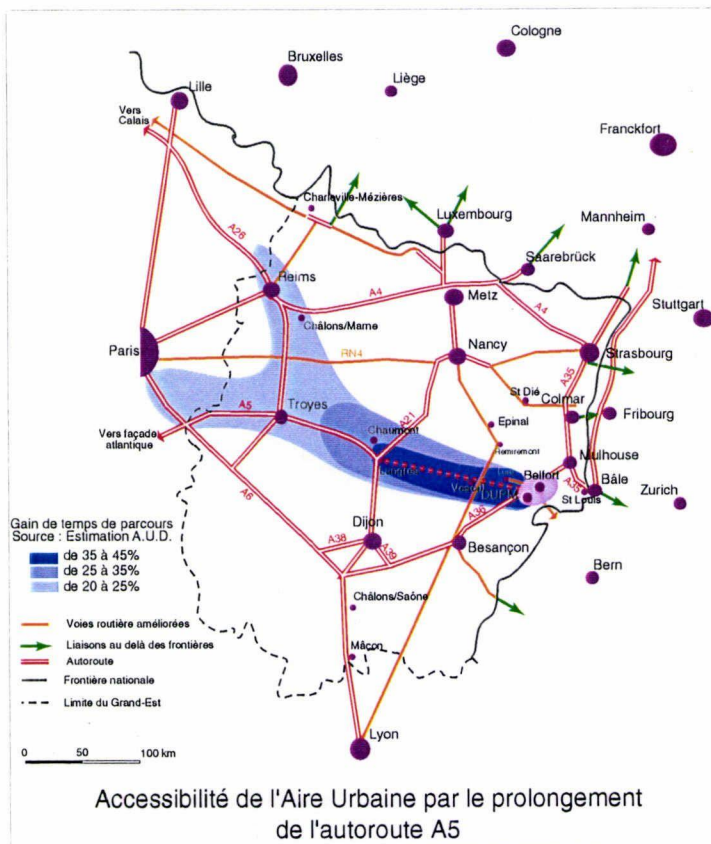 Cologne
Bruxelles
Lille
Liège
Vers
Calais
Franckfort
Charleville-Mézières
Luxembourg
Mannheim
A26
Saarebrück
Reims
A4
Metz
A4
Stuttgart
Châlons/Marne
Paris
RN4
Nancy
Strasbourg
St Dié
A35
Colmar
A5
Troyes
A21
Fribourg
Vers façade
atlantique
Chaumont
Epinal
Remiremont
Mulhouse
Langres
Belfort
Vesoul
A35
Bâle
St Louis
Zurich
A6
A36
Gain de temps de parcours
Source : Estimation A.U.D.
de 35 à 45%
de 25 à 35%
de 20 à 25%
Dijon
A38
A39
Besançon
Bern
Châlons/Saône
Voies routière améliorées
Liaisons au delà des frontières
Autoroute
Frontière nationale
Limite du Grand-Est
Mâcon
Lyon
0 50 100 km
Accessibilité de l'Aire Urbaine par le prolongement
de l'autoroute A5